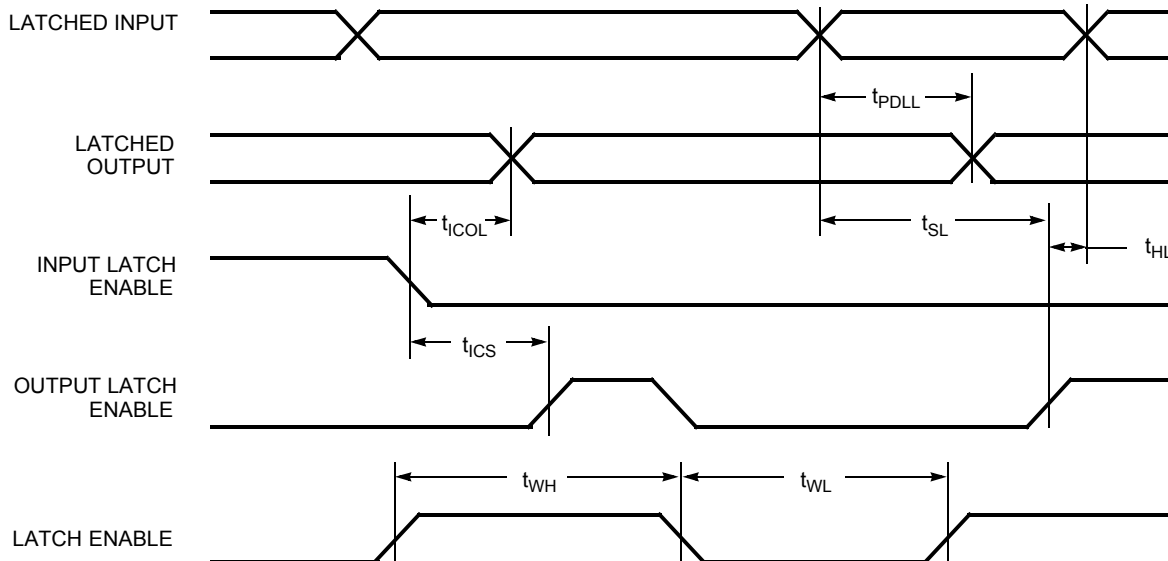 LATCHED INPUT
tPDLL
LATCHED
OUTPUT
tICOL
tSL
tHL
INPUT LATCH
ENABLE
tICS
OUTPUT LATCH
ENABLE
tWH
tWL
LATCH ENABLE